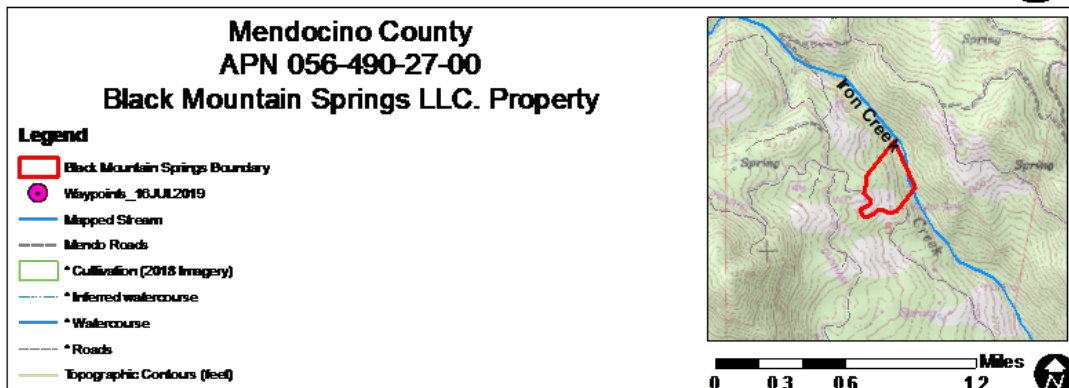 Mendocino County
APN 056-490-27-00
Black Mountain Springs LLC. Property
Legend
Black Mountain Springs Boundary
Waypoints_16JUL2019
Mapped Stream
Mendo Roads
* Cultivation (2018 Imagery)
* Inferred watercourse
* Watercourse
* Roads
Topographic Contours (feet)
Spring
Iron Creek
Spring
Spring
Creek
Spring
Miles
0 0.3 0.6 1.2
N